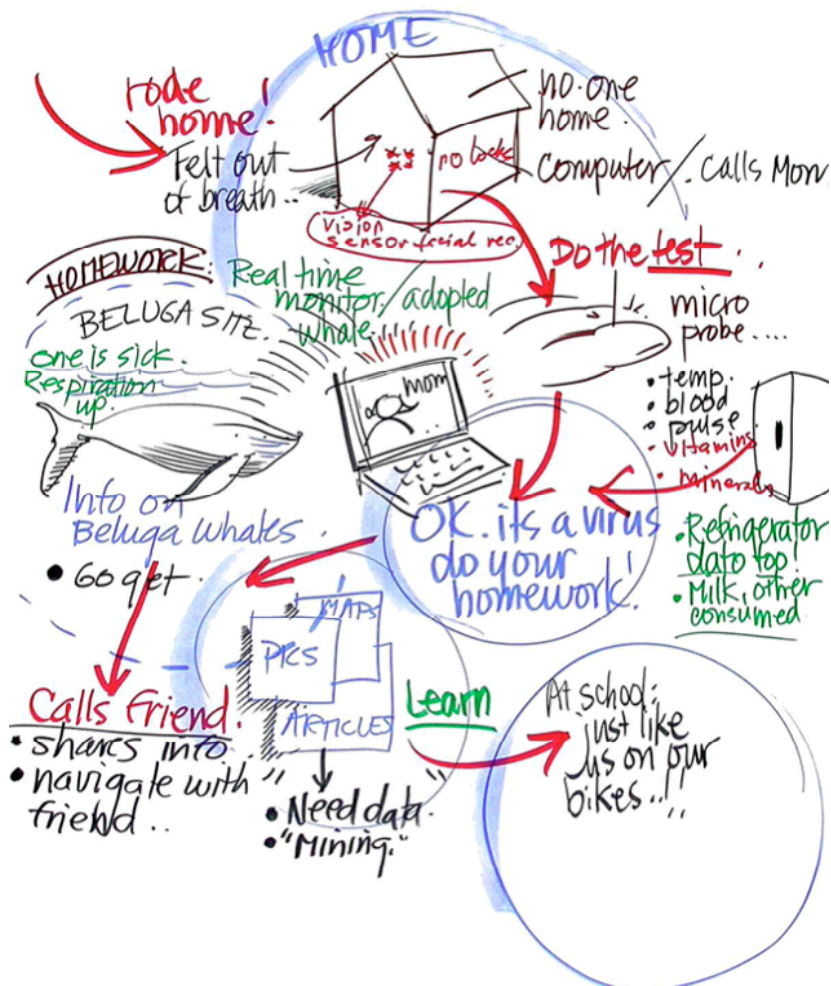 HOME
rode
home!
Felt out
of breath..
no one
home.
no locks
Computer / Calls Mom.
Vision
sensor facial rec.
Do the test...
HOMEWORK:
BELUGA SITE.
one is sick.
Respiration
up.
Real time
monitor / adopted
whale
mom
micro
probe....
• temp.
• blood
• pulse
• Vitamins
• minerals
Info on
Beluga Whales.
• Go get.
OK. its a virus
do your
homework!
• Refrigerator
data top!
• Milk, other
consumed
MAPS
PICS
ARTICLES
Learn
Calls friend.
• shares info
• navigate with
friend..
• Need data.
• "Mining."
At school:
just like
us on our
bikes..!!